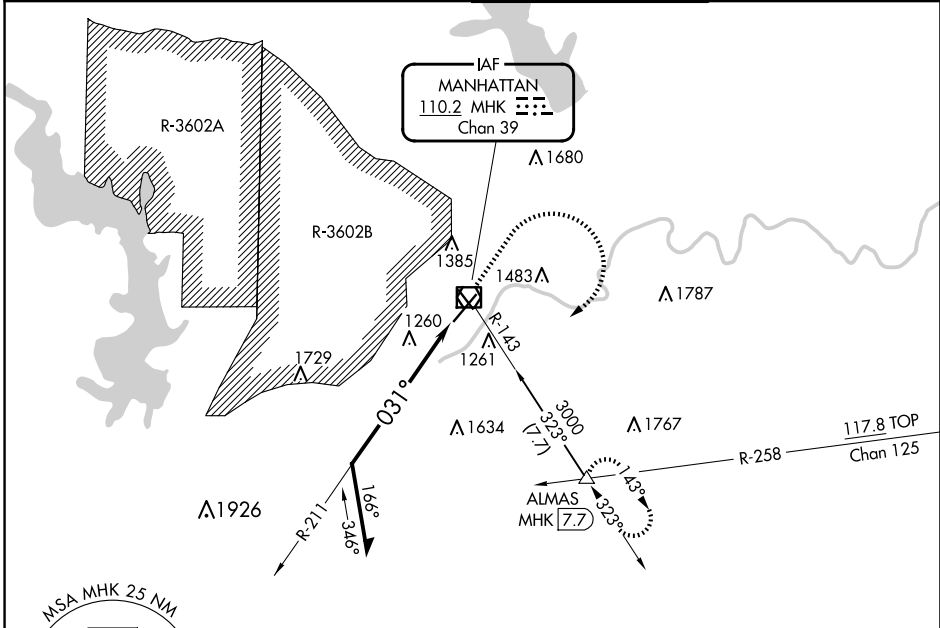 IAF
MANHATTAN
110.2 MHK
Chan 39
R-3602A
1680
R-3602B
1385
1483
1787
1260
R-143
1261
1729
031°
3000
323°
(7.7)
1634
1767
117.8 TOP
Chan 125
R-258
143°
ALMAS
MHK 7.7
323°
166°
346°
R-211
1926
MSA MHK 25 NM